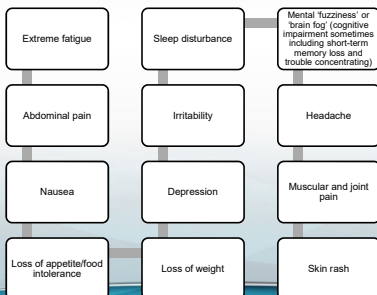 Extreme fatigue
Abdominal pain
Nausea
Loss of appetite/food
intolerance
Loss of weight
Depression
Irritability
Sleep disturbance
Mental 'fuzziness' or
'brain fog' (cognitive
impairment sometimes
including short-term
memory loss and
trouble concentrating)
Headache
Muscular and joint
pain
Skin rash